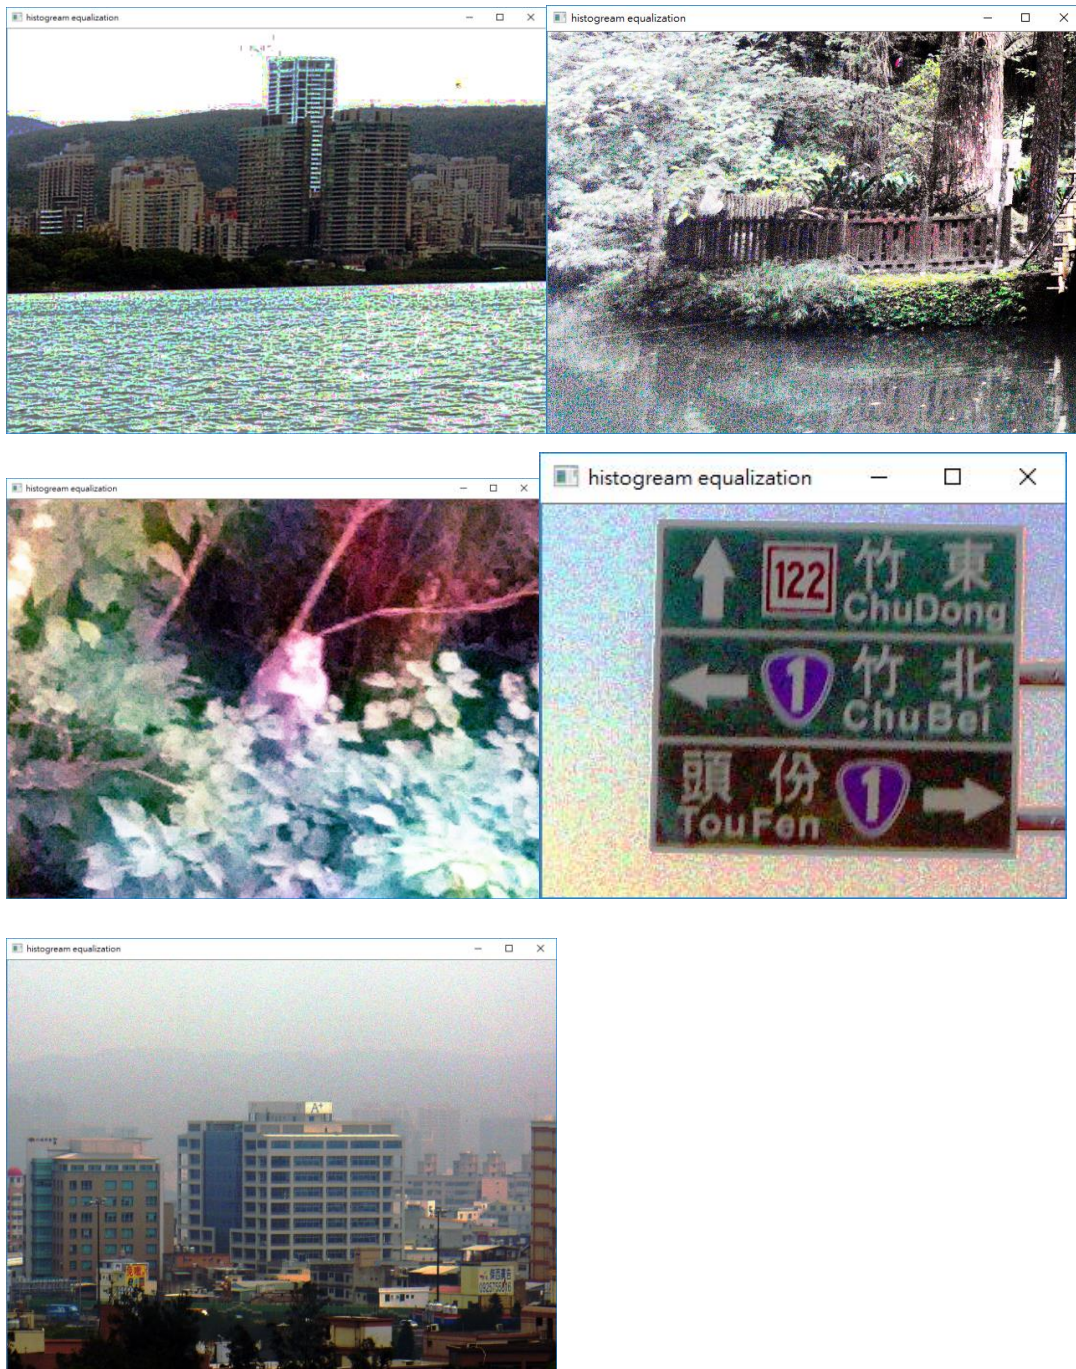 histogream equalization
histogream equalization
histogream equalization
histogream equalization
122 竹東
ChuDong
1 竹北
ChuBei
頭份 1
TouFen
histogream equalization
A+